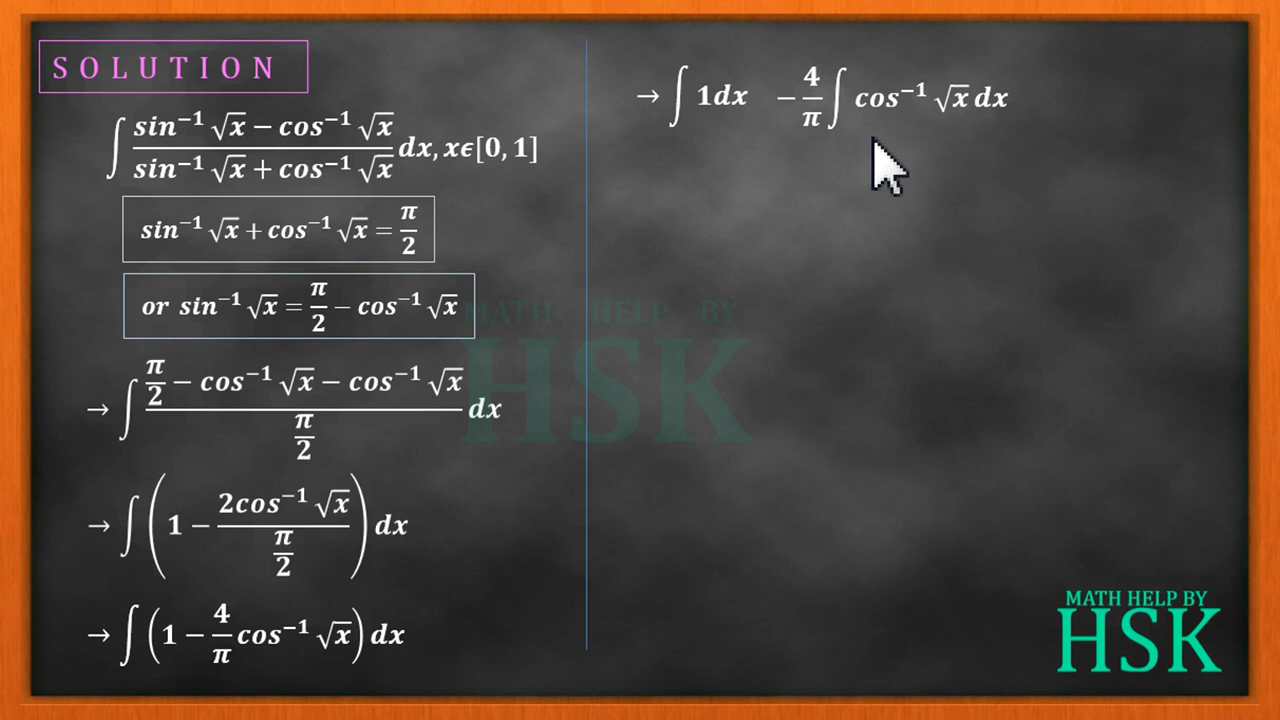 SOLUTION
∫ (sin⁻¹ √x − cos⁻¹ √x)/(sin⁻¹ √x + cos⁻¹ √x) dx, xϵ[0, 1]
sin⁻¹ √x + cos⁻¹ √x = π/2
or sin⁻¹ √x = π/2 − cos⁻¹ √x
→ ∫ (π/2 − cos⁻¹ √x − cos⁻¹ √x)/(π/2) dx
→ ∫ (1 − (2cos⁻¹ √x)/(π/2)) dx
→ ∫ (1 − 4/π cos⁻¹ √x) dx
→ ∫ 1dx − 4/π ∫ cos⁻¹ √x dx
MATH HELP BY
HSK
MATH HELP BY
HSK